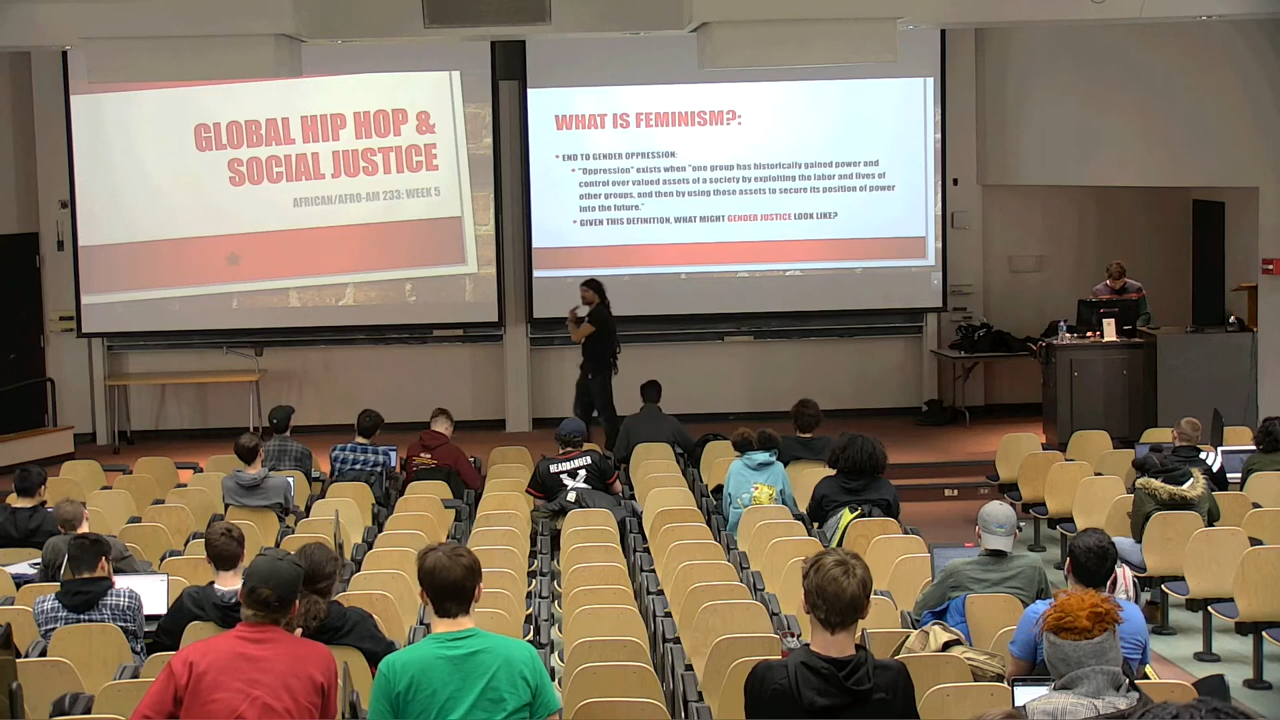 GLOBAL HIP HOP &
SOCIAL JUSTICE
AFRICAN/AFRO-AM 233: WEEK 5
WHAT IS FEMINISM?:
* END TO GENDER OPPRESSION:
* "Oppression" exists when "one group has historically gained power and
control over valued assets of a society by exploiting the labor and lives of
other groups, and then by using those assets to secure its position of power
into the future."
* GIVEN THIS DEFINITION, WHAT MIGHT GENDER JUSTICE LOOK LIKE?
HEADBANGER